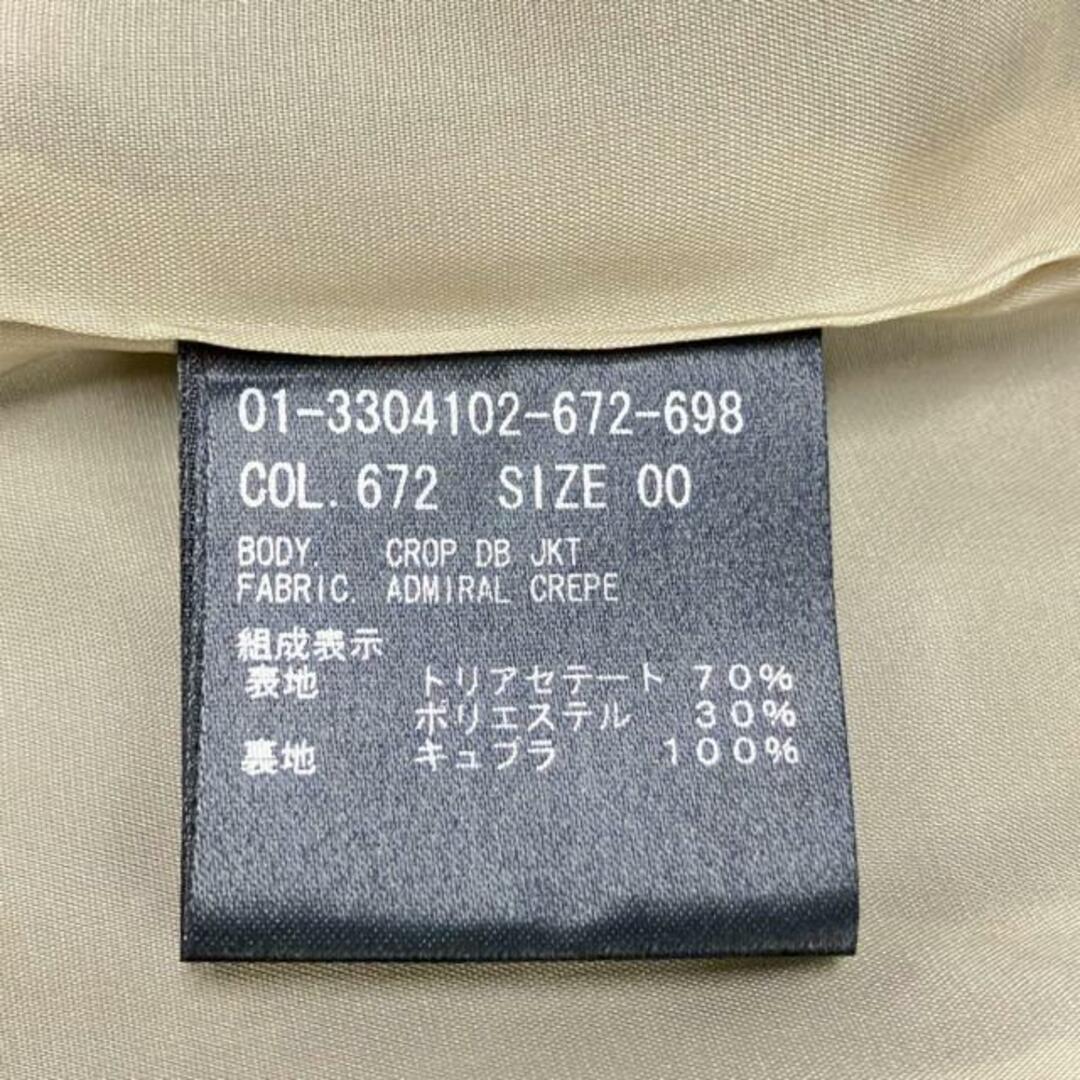 01-3304102-672-698
COL. 672 SIZE 00
BODY. CROP DB JKT
FABRIC. ADMIRAL CREPE
組成表示
表地 トリアセテート 70%
ポリエステル 30%
裏地 キュプラ 100%